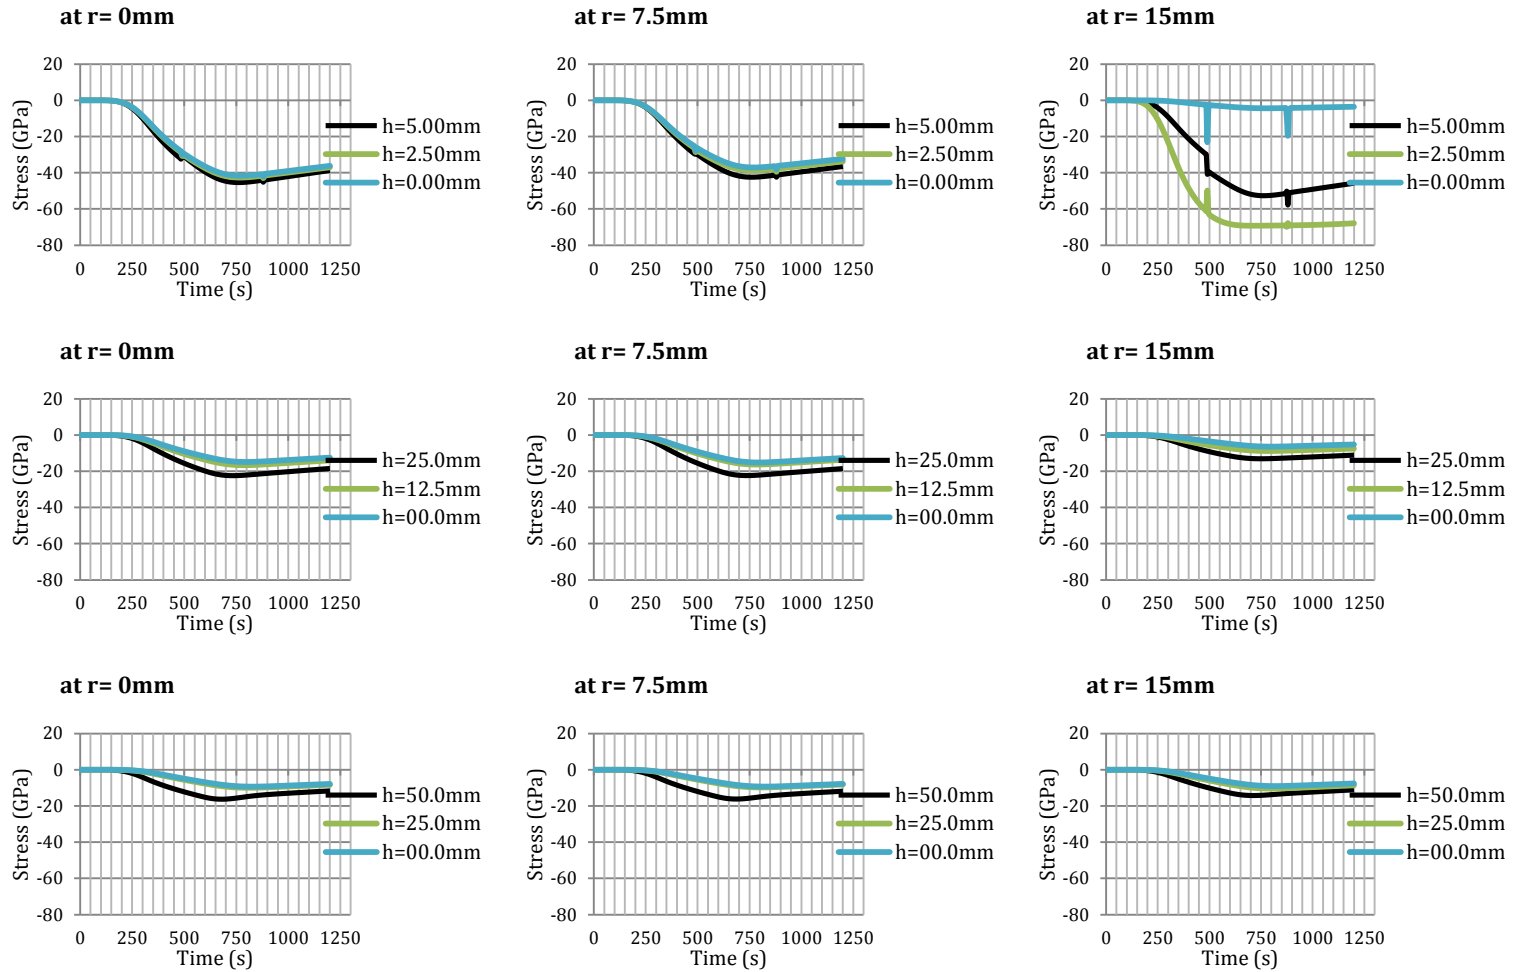 at r= 0mm
20
0
-20
-40
-60
-80
Stress (GPa)
0 250 500 750 1000 1250
Time (s)
h=5.00mm
h=2.50mm
h=0.00mm
at r= 7.5mm
20
0
-20
-40
-60
-80
Stress (GPa)
0 250 500 750 1000 1250
Time (s)
h=5.00mm
h=2.50mm
h=0.00mm
at r= 15mm
20
0
-20
-40
-60
-80
Stress (GPa)
0 250 500 750 1000 1250
Time (s)
h=5.00mm
h=2.50mm
h=0.00mm
at r= 0mm
20
0
-20
-40
-60
-80
Stress (GPa)
0 250 500 750 1000 1250
Time (s)
h=25.0mm
h=12.5mm
h=00.0mm
at r= 7.5mm
20
0
-20
-40
-60
-80
Stress (GPa)
0 250 500 750 1000 1250
Time (s)
h=25.0mm
h=12.5mm
h=00.0mm
at r= 15mm
20
0
-20
-40
-60
-80
Stress (GPa)
0 250 500 750 1000 1250
Time (s)
h=25.0mm
h=12.5mm
h=00.0mm
at r= 0mm
20
0
-20
-40
-60
-80
Stress (GPa)
0 250 500 750 1000 1250
Time (s)
h=50.0mm
h=25.0mm
h=00.0mm
at r= 7.5mm
20
0
-20
-40
-60
-80
Stress (GPa)
0 250 500 750 1000 1250
Time (s)
h=50.0mm
h=25.0mm
h=00.0mm
at r= 15mm
20
0
-20
-40
-60
-80
Stress (GPa)
0 250 500 750 1000 1250
Time (s)
h=50.0mm
h=25.0mm
h=00.0mm